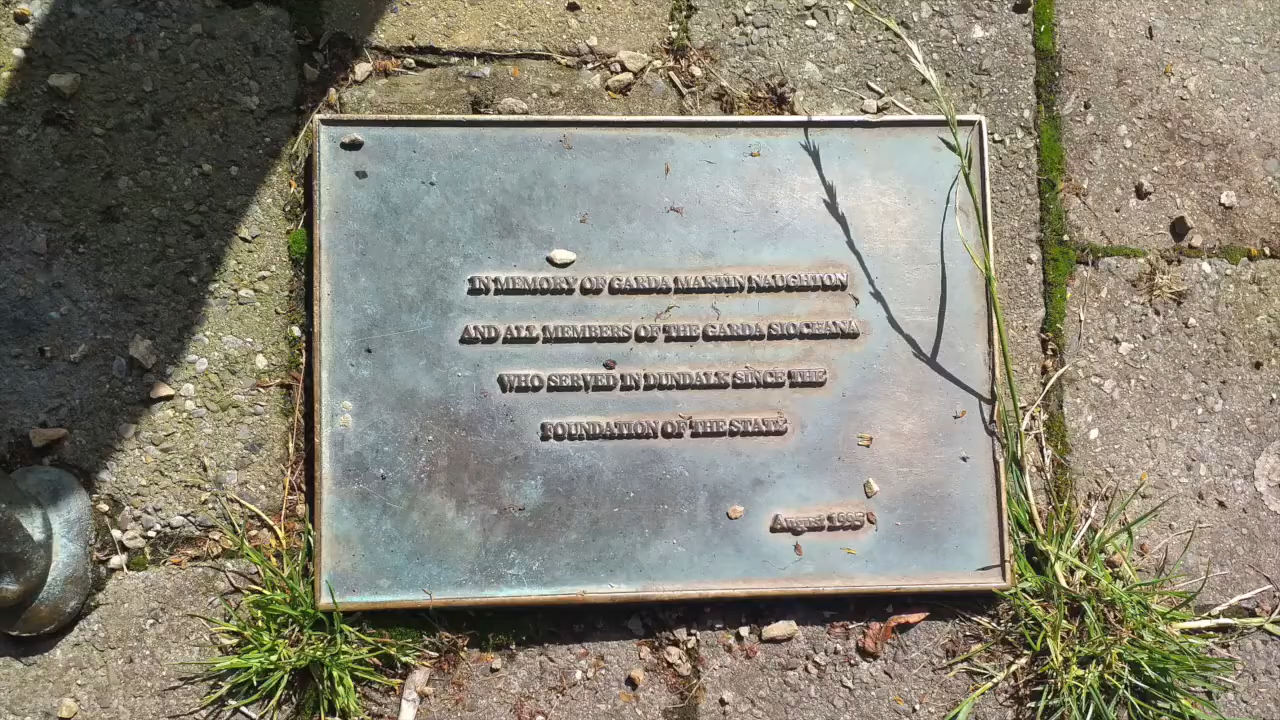 IN MEMORY OF GARDA MARTIN NAUGHTON
AND ALL MEMBERS OF THE GARDA SIOCHANA
WHO SERVED IN DUNDALK SINCE THE
FOUNDATION OF THE STATE
August